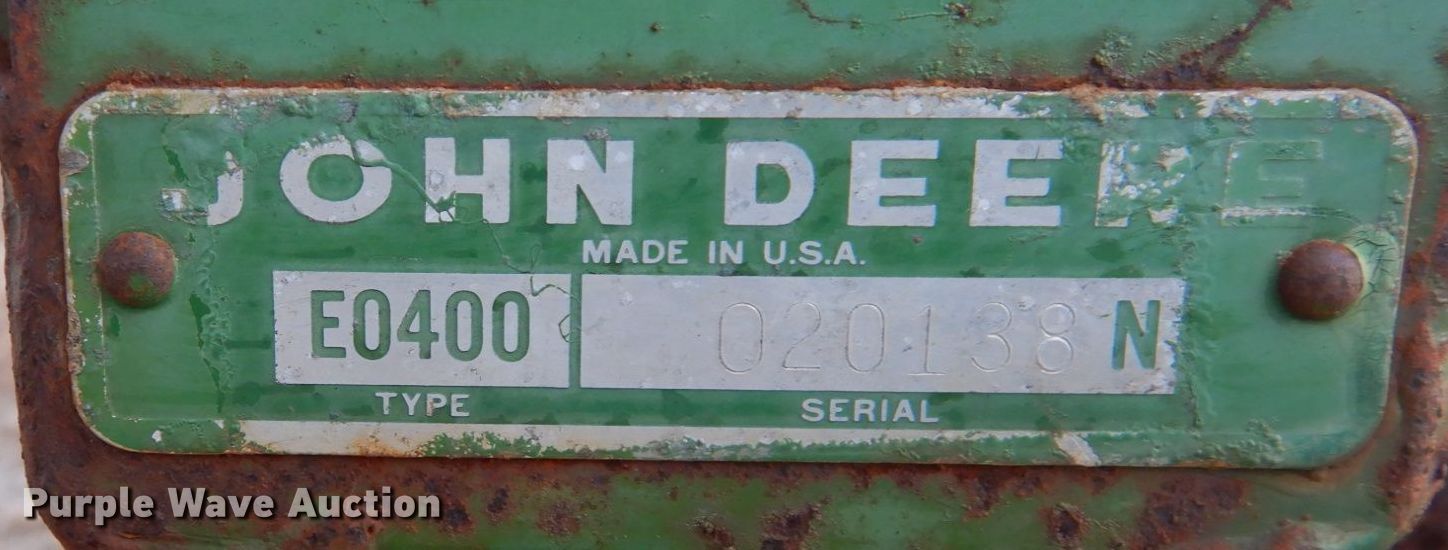 JOHN DEERE
MADE IN U.S.A.
E0400 020138 N
TYPE SERIAL
Purple Wave Auction